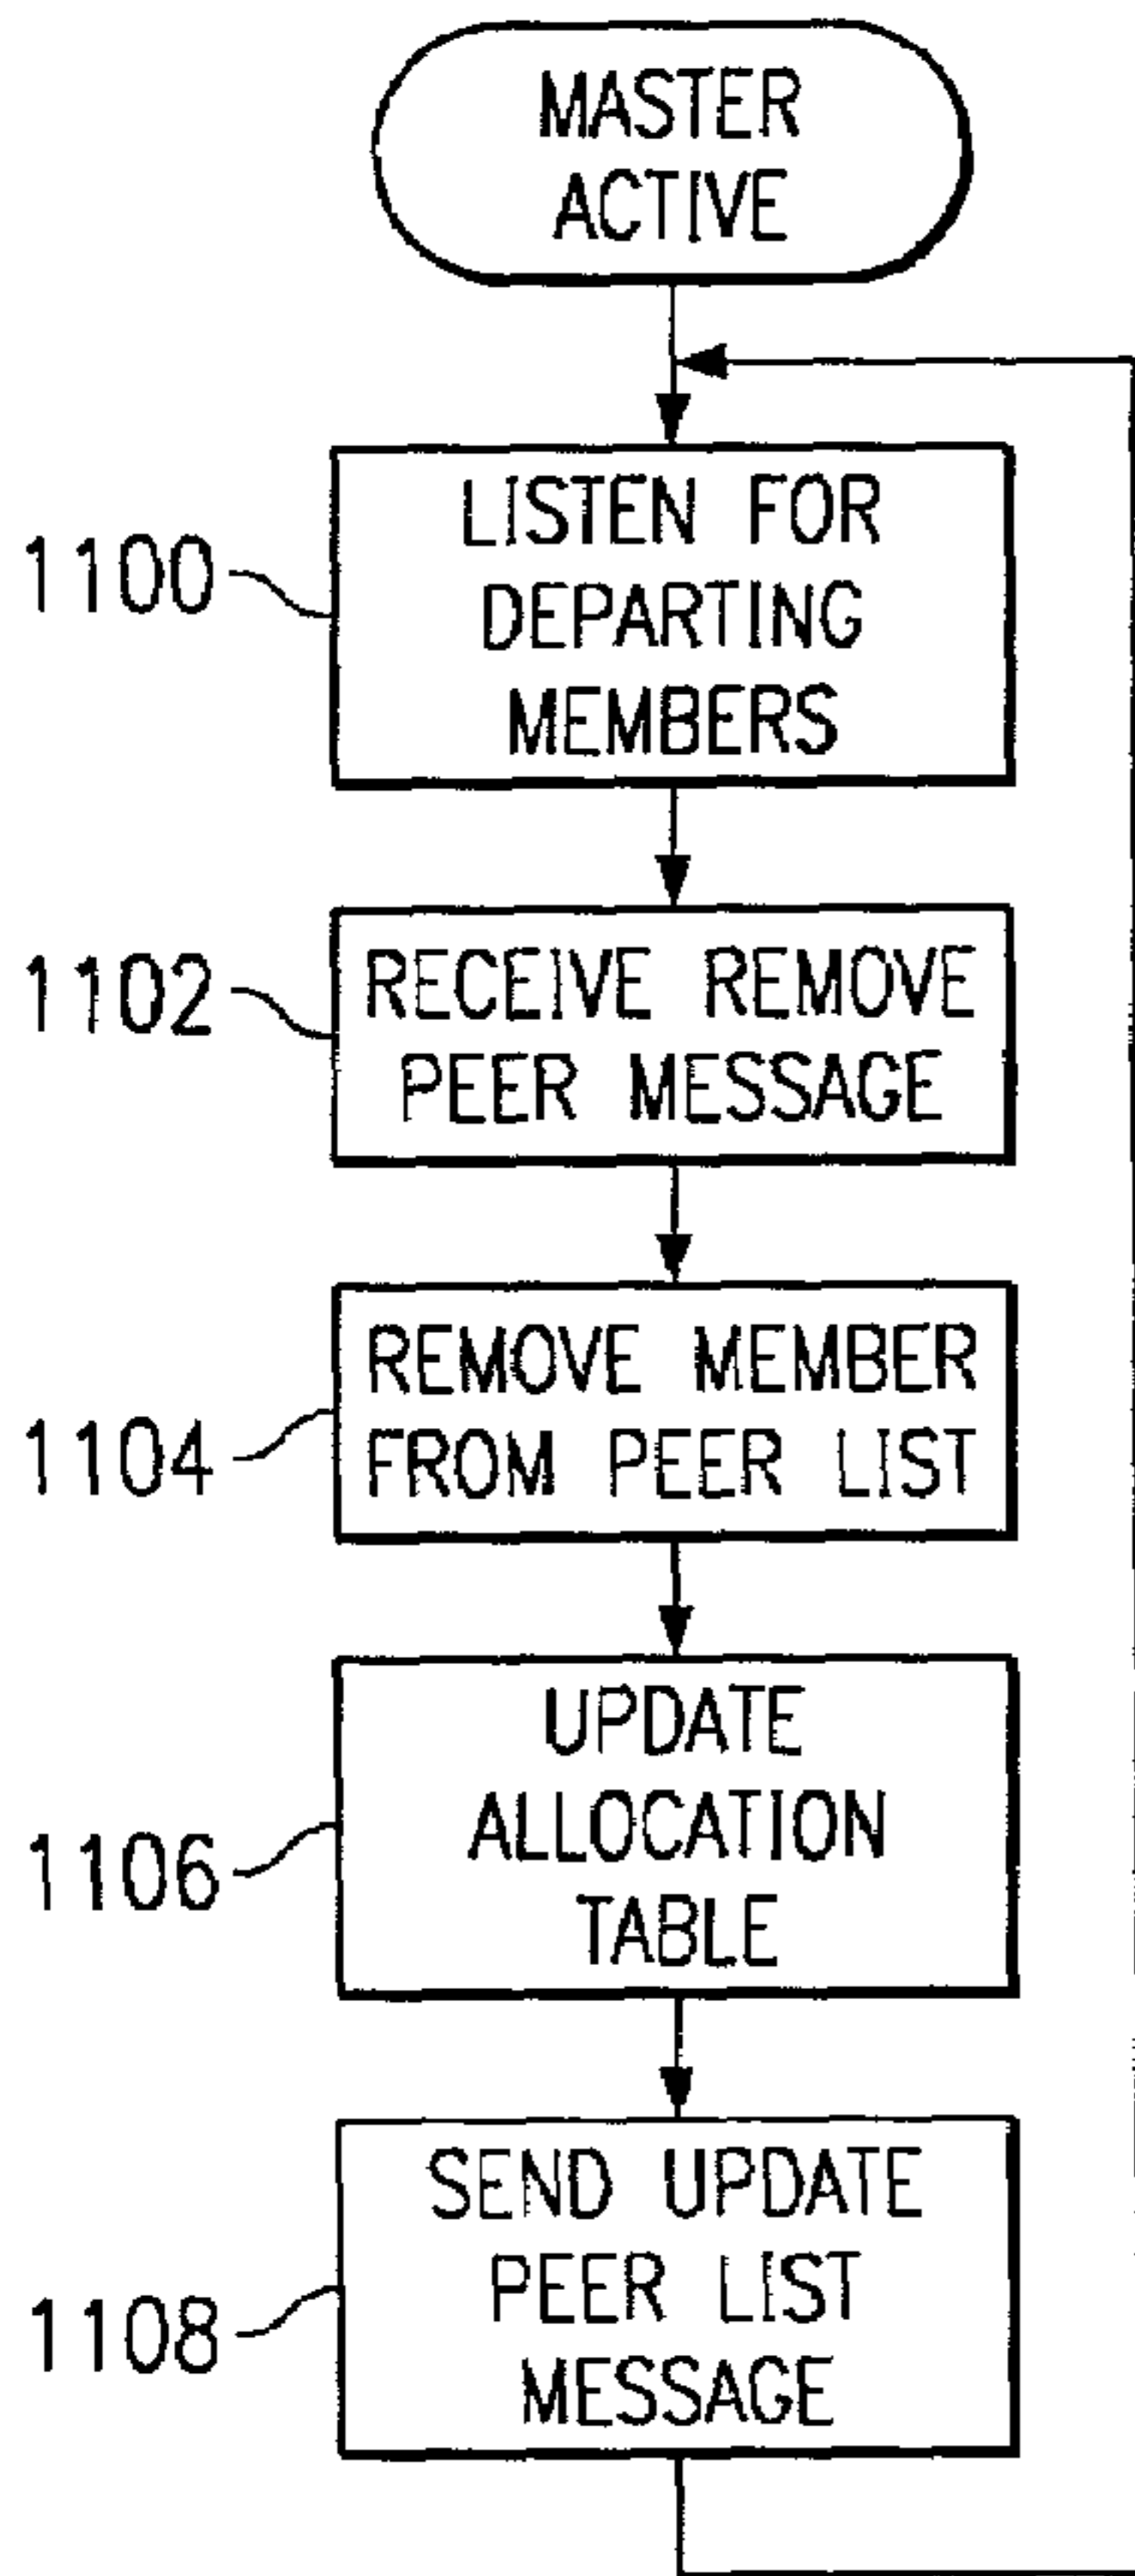 MASTER
ACTIVE
1100
LISTEN FOR
DEPARTING
MEMBERS
1102
RECEIVE REMOVE
PEER MESSAGE
1104
REMOVE MEMBER
FROM PEER LIST
1106
UPDATE
ALLOCATION
TABLE
1108
SEND UPDATE
PEER LIST
MESSAGE